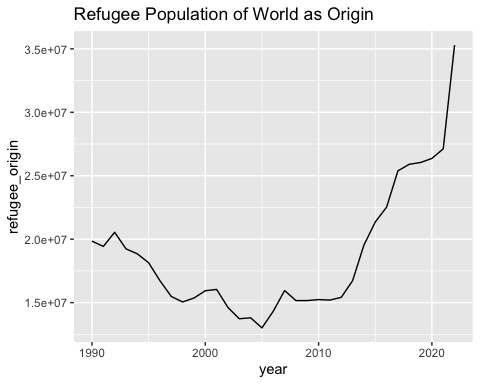 Refugee Population of World as Origin
3.5e+07
3.0e+07
2.5e+07
2.0e+07
1.5e+07
refugee_origin
1990
2000
2010
2020
year